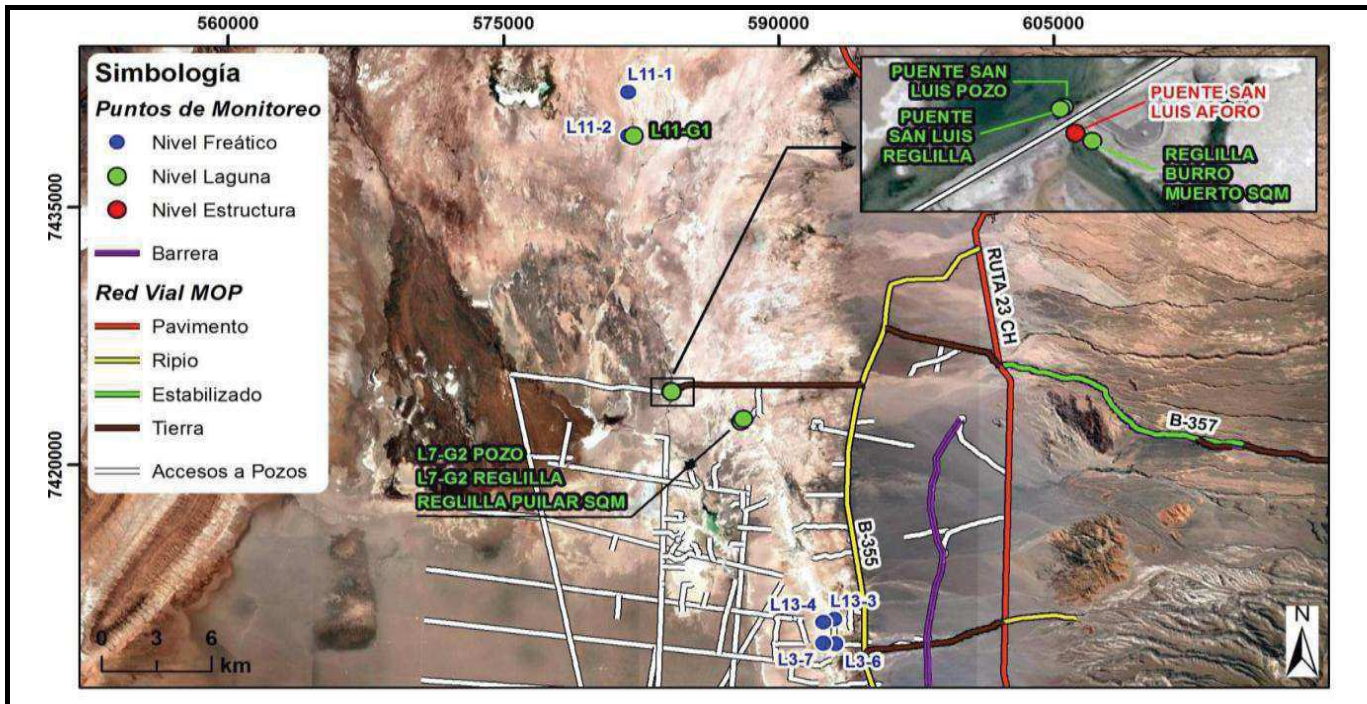 560000
575000
590000
605000
7435000
7420000
Simbología
Puntos de Monitoreo
Nivel Freático
Nivel Laguna
Nivel Estructura
Barrera
Red Vial MOP
Pavimento
Ripio
Estabilizado
Tierra
Accesos a Pozos
L11-1
L11-2
L11-G1
PUENTE SAN
LUIS POZO
PUENTE
SAN LUIS
REGLILLA
PUENTE SAN
LUIS AFORO
REGLILLA
BURRO
MUERTO SQM
RUTA 23 CH
B-357
L7-G2 POZO
L7-G2 REGLILLA
REGLILLA PUILAR SQM
B-355
L13-4
L13-3
L3-7
L3-6
0 3 6
km
N